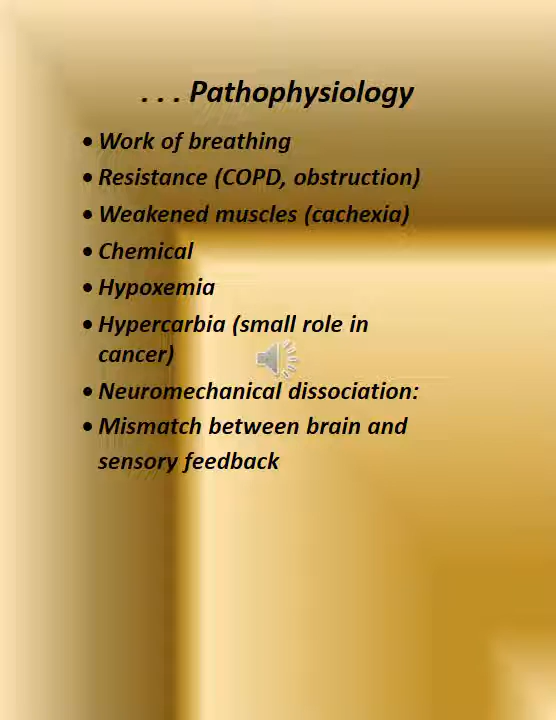 . . . Pathophysiology
• Work of breathing
• Resistance (COPD, obstruction)
• Weakened muscles (cachexia)
• Chemical
• Hypoxemia
• Hypercarbia (small role in
cancer)
• Neuromechanical dissociation:
• Mismatch between brain and
sensory feedback